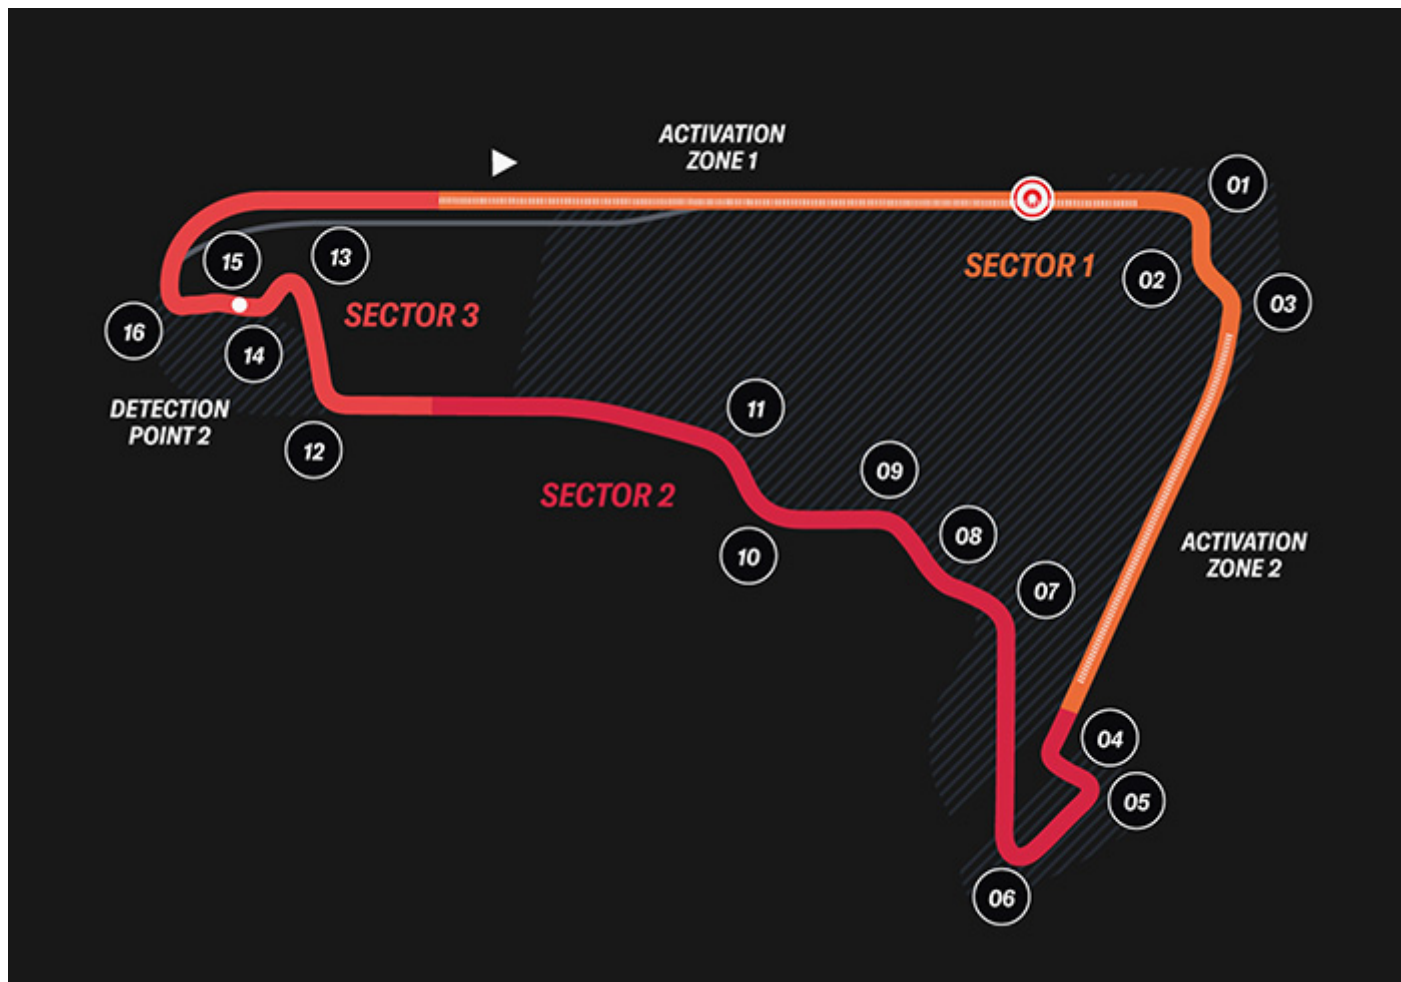 ACTIVATION
ZONE 1
01
SECTOR 1
02
03
15
13
SECTOR 3
16
14
DETECTION
POINT 2
12
11
09
SECTOR 2
10
08
07
ACTIVATION
ZONE 2
04
05
06